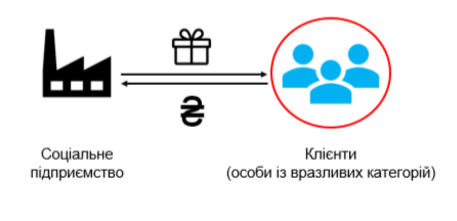 ₴
Соціальне
підприємство
Клієнти
(особи із вразливих категорій)